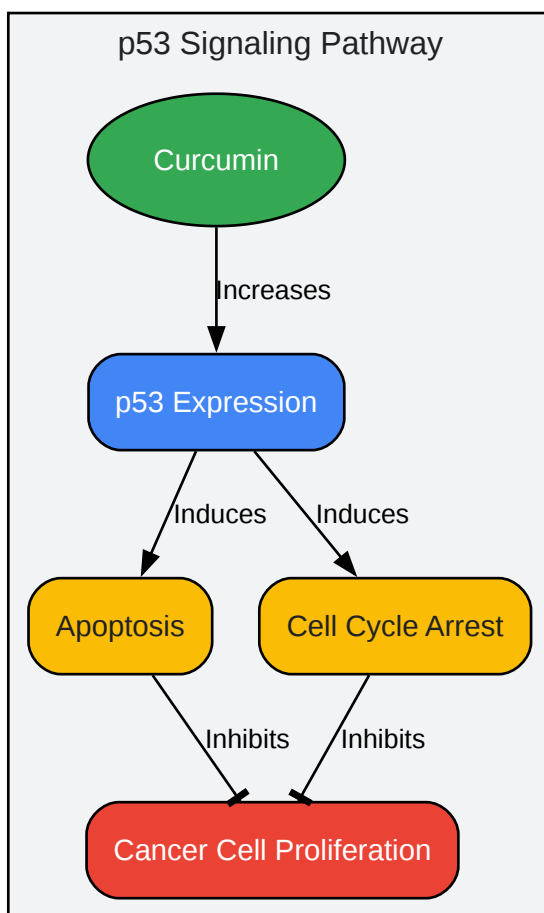 p53 Signaling Pathway
Curcumin
Increases
p53 Expression
Induces
Induces
Apoptosis
Cell Cycle Arrest
Inhibits
Inhibits
Cancer Cell Proliferation